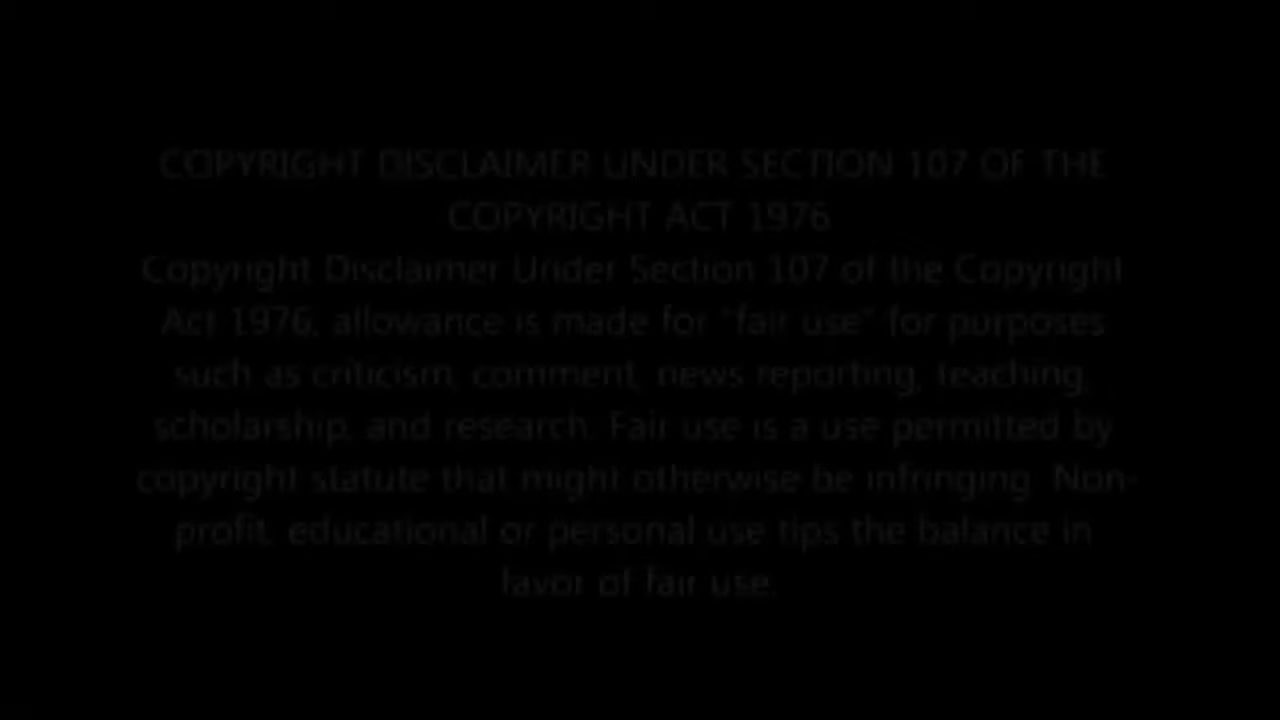 COPYRIGHT DISCLAIMER UNDER SECTION 107 OF THE
COPYRIGHT ACT 1976
Copyright Disclaimer Under Section 107 of the Copyright
Act 1976, allowance is made for "fair use" for purposes
such as criticism, comment, news reporting, teaching,
scholarship, and research. Fair use is a use permitted by
copyright statute that might otherwise be infringing. Non-
profit, educational or personal use tips the balance in
favor of fair use.